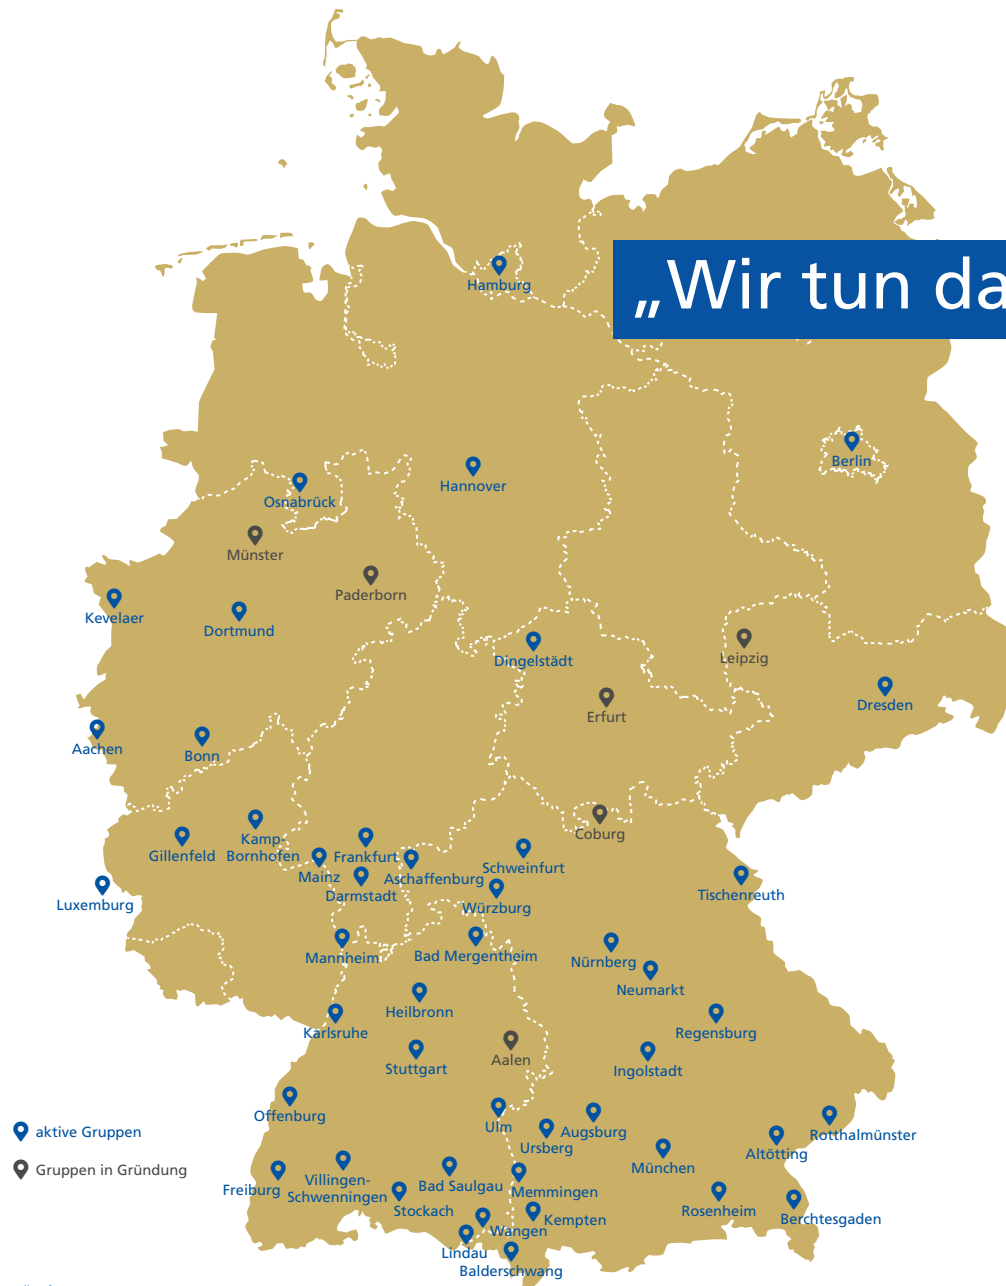 Hamburg
„Wir tun da
Berlin
Hannover
Osnabrück
Münster
Paderborn
Kevelaer
Dortmund
Dingelstädt
Leipzig
Erfurt
Dresden
Aachen
Bonn
Coburg
Kamp-
Bornhofen
Gillenfeld
Frankfurt
Mainz
Aschaffenburg
Darmstadt
Schweinfurt
Würzburg
Tischenreuth
Luxemburg
Mannheim
Bad Mergentheim
Nürnberg
Neumarkt
Heilbronn
Karlsruhe
Regensburg
Aalen
Stuttgart
Ingolstadt
Offenburg
Ulm
Augsburg
Ursberg
Rotthalmünster
Altötting
München
aktive Gruppen
Gruppen in Gründung
Freiburg
Villingen-
Schwenningen
Bad Saulgau
Memmingen
Stockach
Rosenheim
Berchtesgaden
Kempten
Wangen
Lindau
Balderschwang